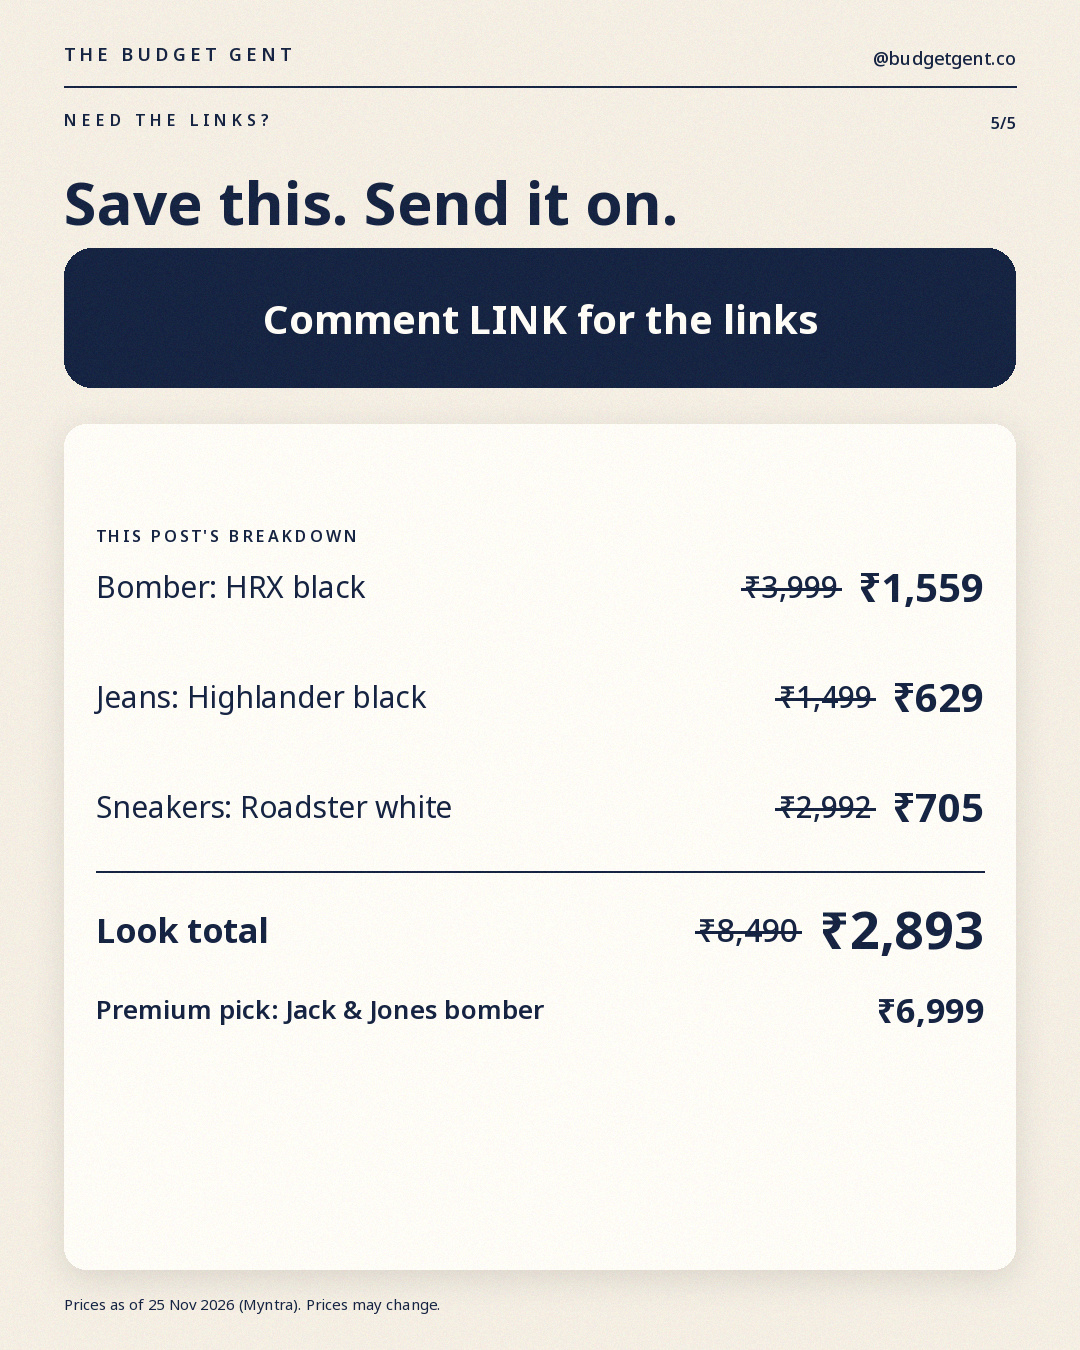 THE BUDGET GENT
@budgetgent.co
NEED THE LINKS?
5/5
Save this. Send it on.
Comment LINK for the links
THIS POST'S BREAKDOWN
Bomber: HRX black ₹3,999 ₹1,559
Jeans: Highlander black ₹1,499 ₹629
Sneakers: Roadster white ₹2,992 ₹705
Look total ₹8,490 ₹2,893
Premium pick: Jack & Jones bomber ₹6,999
Prices as of 25 Nov 2026 (Myntra). Prices may change.